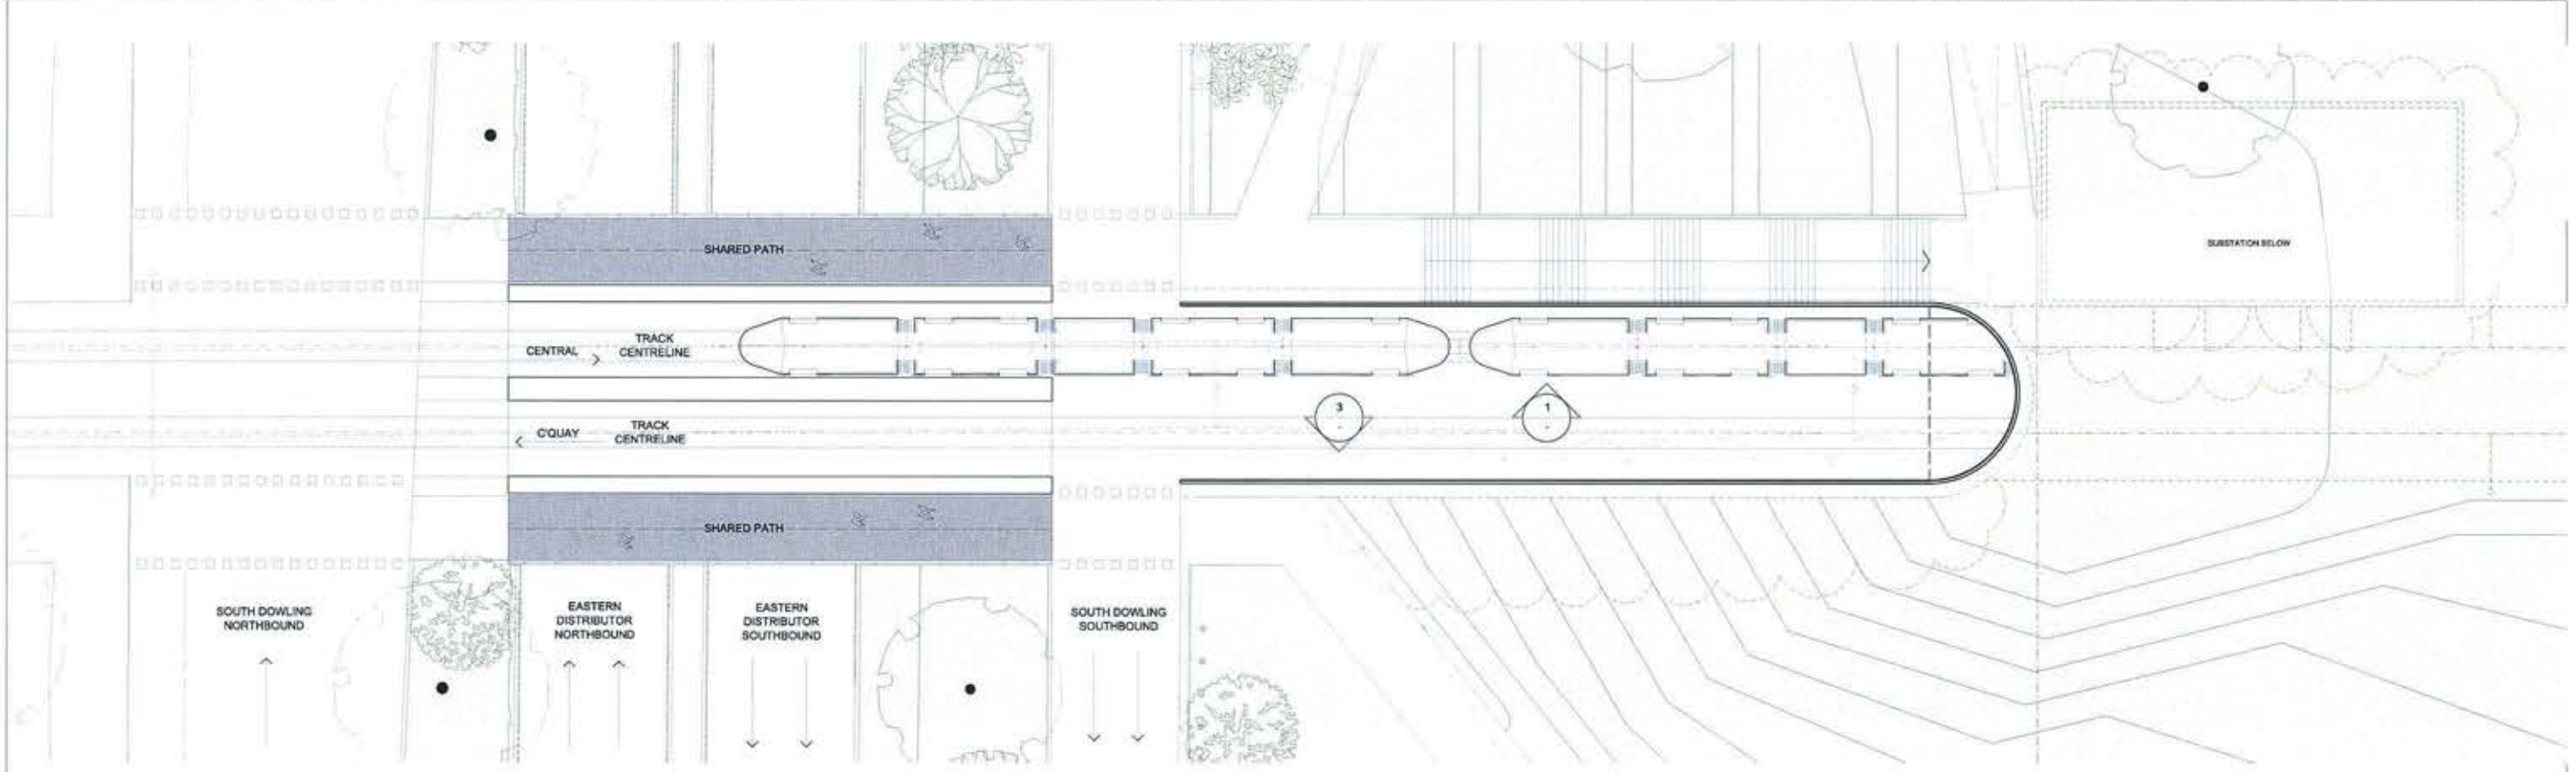 SHARED PATH
SUBSTATION BELOW
CENTRAL
TRACK
CENTRELINE
3
-
1
-
C'QUAY
TRACK
CENTRELINE
SHARED PATH
SOUTH DOWLING
NORTHBOUND
EASTERN
DISTRIBUTOR
NORTHBOUND
EASTERN
DISTRIBUTOR
SOUTHBOUND
SOUTH DOWLING
SOUTHBOUND